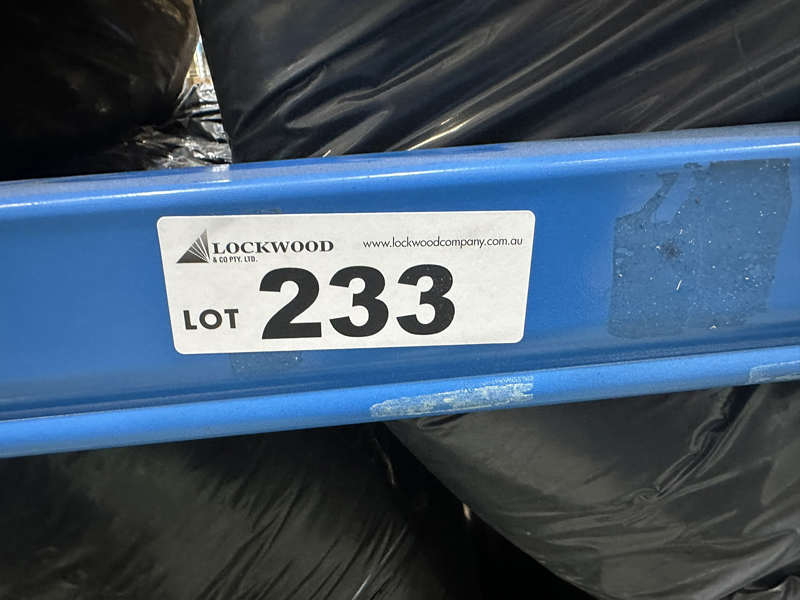 LOCKWOOD www.lockwoodcompany.com.au
& CO PTY. LTD.
LOT 233